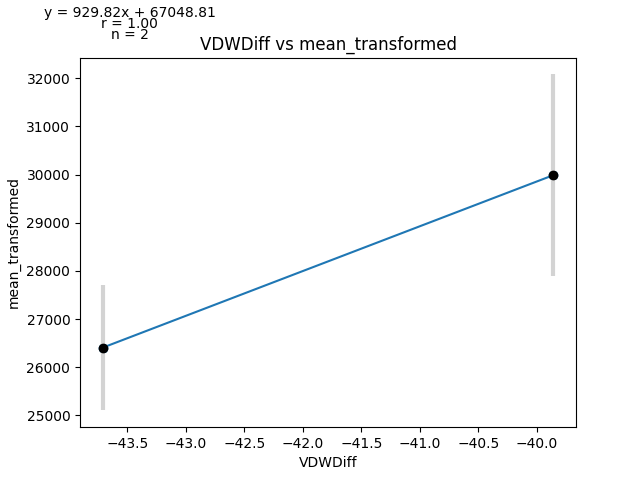 y = 929.82x + 67048.81
r = 1.00
n = 2
VDWDiff vs mean_transformed
32000
31000
30000
29000
28000
27000
26000
25000
mean_transformed
−43.5
−43.0
−42.5
−42.0
−41.5
−41.0
−40.5
−40.0
VDWDiff